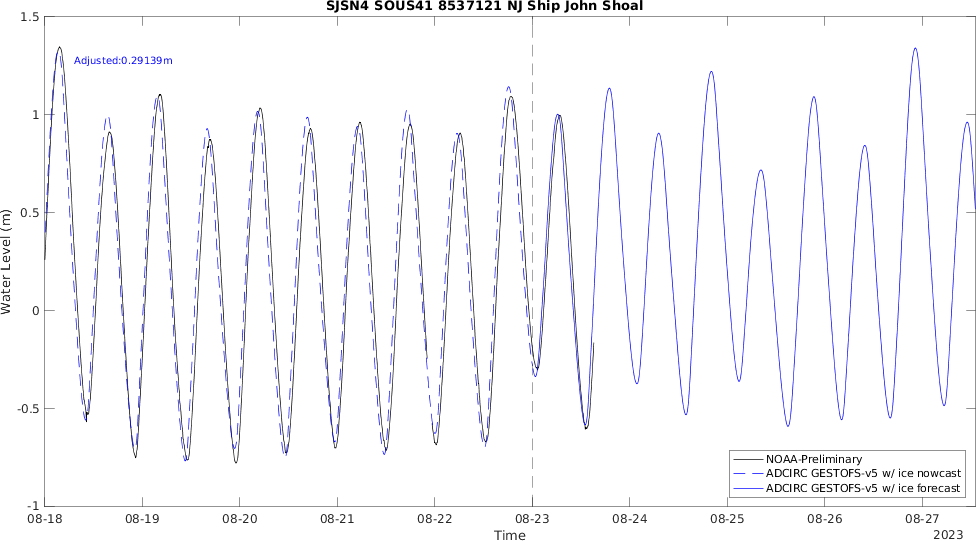 SJSN4 SOUS41 8537121 NJ Ship John Shoal
Adjusted:0.29139m
1.5
1
0.5
0
-0.5
-1
Water Level (m)
NOAA-Preliminary
ADCIRC GESTOFS-v5 w/ ice nowcast
ADCIRC GESTOFS-v5 w/ ice forecast
08-18 08-19 08-20 08-21 08-22 08-23 08-24 08-25 08-26 08-27
Time
2023